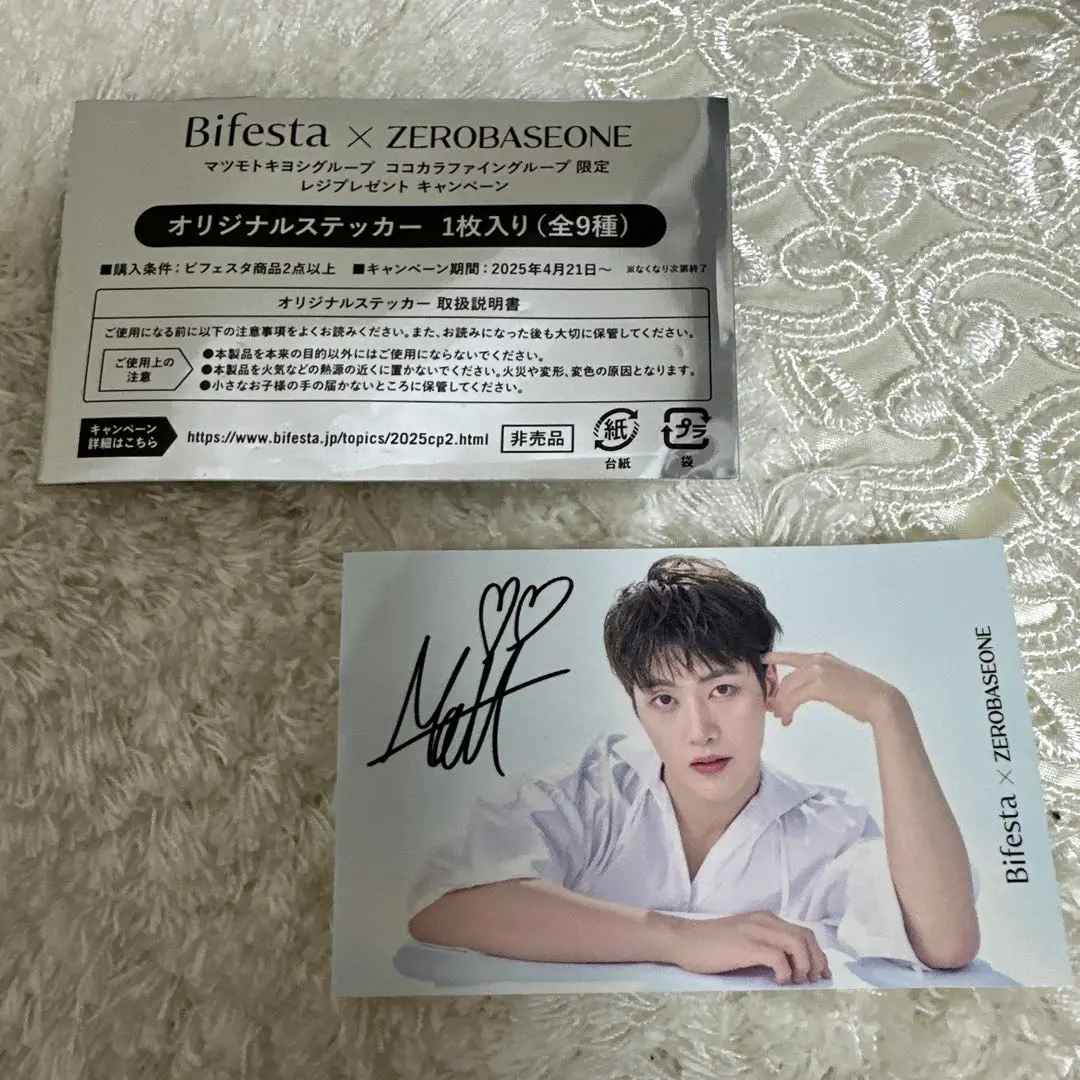 Bifesta × ZEROBASEONE
マツモトキヨシグループ ココカラファイングループ 限定
レジプレゼント キャンペーン
オリジナルステッカー 1枚入り（全9種）
■購入条件：ビフェスタ商品2点以上 ■キャンペーン期間：2025年4月21日〜 ※なくなり次第終了
オリジナルステッカー 取扱説明書
ご使用になる前に以下の注意事項をよくお読みください。また、お読みになった後も大切に保管してください。
ご使用上の
注意
●本製品を本来の目的以外にはご使用にならないでください。
●本製品を火気などの熱源の近くに置かないでください。火災や変形、変色の原因となります。
●小さなお子様の手の届かないところに保管してください。
キャンペーン
詳細はこちら
https://www.bifesta.jp/topics/2025cp2.html
非売品
紙
台紙
プラ
袋
Bifesta × ZEROBASEONE